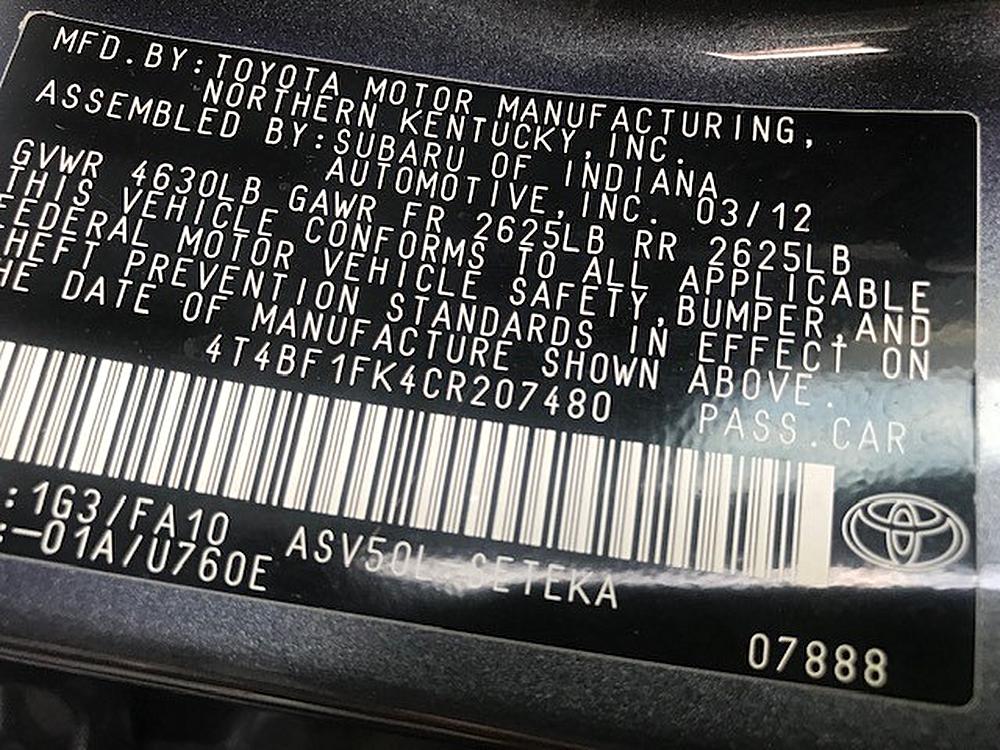 MFD.BY:TOYOTA MOTOR MANUFACTURING,
NORTHERN KENTUCKY,INC.
ASSEMBLED BY:SUBARU OF INDIANA
AUTOMOTIVE,INC. 03/12
GVWR 4630LB GAWR FR 2625LB RR 2625LB
THIS VEHICLE CONFORMS TO ALL APPLICABLE
FEDERAL MOTOR VEHICLE SAFETY,BUMPER,AND
THEFT PREVENTION STANDARDS IN EFFECT ON
THE DATE OF MANUFACTURE SHOWN ABOVE.
4T4BF1FK4CR207480 PASS.CAR
:1G3/FA10 ASV50L SETEKA
:—01A/U760E
07888